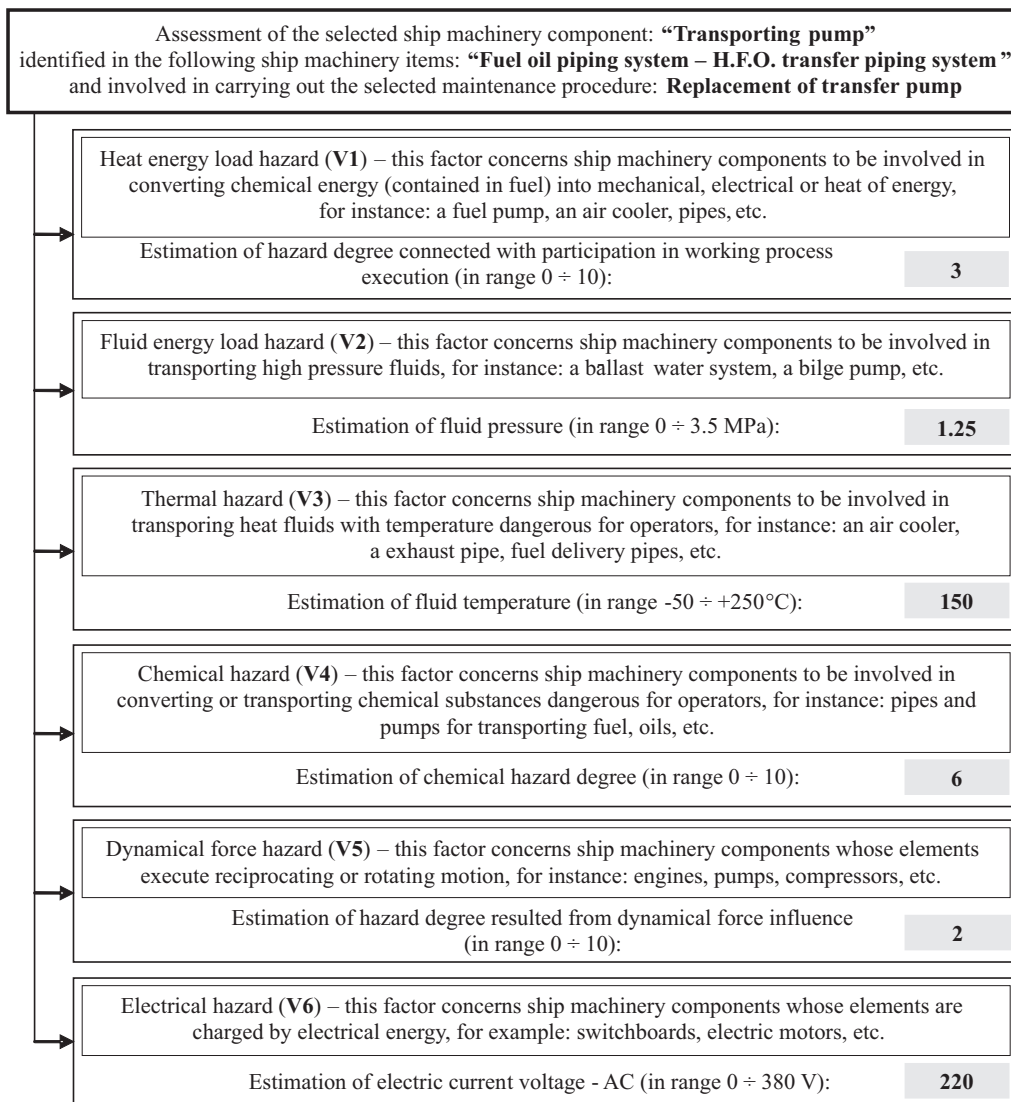 Assessment of the selected ship machinery component: “Transporting pump”
identified in the following ship machinery items: “Fuel oil piping system – H.F.O. transfer piping system”
and involved in carrying out the selected maintenance procedure: Replacement of transfer pump
Heat energy load hazard (V1) – this factor concerns ship machinery components to be involved in
converting chemical energy (contained in fuel) into mechanical, electrical or heat of energy,
for instance: a fuel pump, an air cooler, pipes, etc.
Estimation of hazard degree connected with participation in working process
execution (in range 0 ÷ 10):
3
Fluid energy load hazard (V2) – this factor concerns ship machinery components to be involved in
transporting high pressure fluids, for instance: a ballast water system, a bilge pump, etc.
Estimation of fluid pressure (in range 0 ÷ 3.5 MPa):
1.25
Thermal hazard (V3) – this factor concerns ship machinery components to be involved in
transporing heat fluids with temperature dangerous for operators, for instance: an air cooler,
a exhaust pipe, fuel delivery pipes, etc.
Estimation of fluid temperature (in range -50 ÷ +250°C):
150
Chemical hazard (V4) – this factor concerns ship machinery components to be involved in
converting or transporting chemical substances dangerous for operators, for instance: pipes and
pumps for transporting fuel, oils, etc.
Estimation of chemical hazard degree (in range 0 ÷ 10):
6
Dynamical force hazard (V5) – this factor concerns ship machinery components whose elements
execute reciprocating or rotating motion, for instance: engines, pumps, compressors, etc.
Estimation of hazard degree resulted from dynamical force influence
(in range 0 ÷ 10):
2
Electrical hazard (V6) – this factor concerns ship machinery components whose elements are
charged by electrical energy, for example: switchboards, electric motors, etc.
Estimation of electric current voltage - AC (in range 0 ÷ 380 V):
220